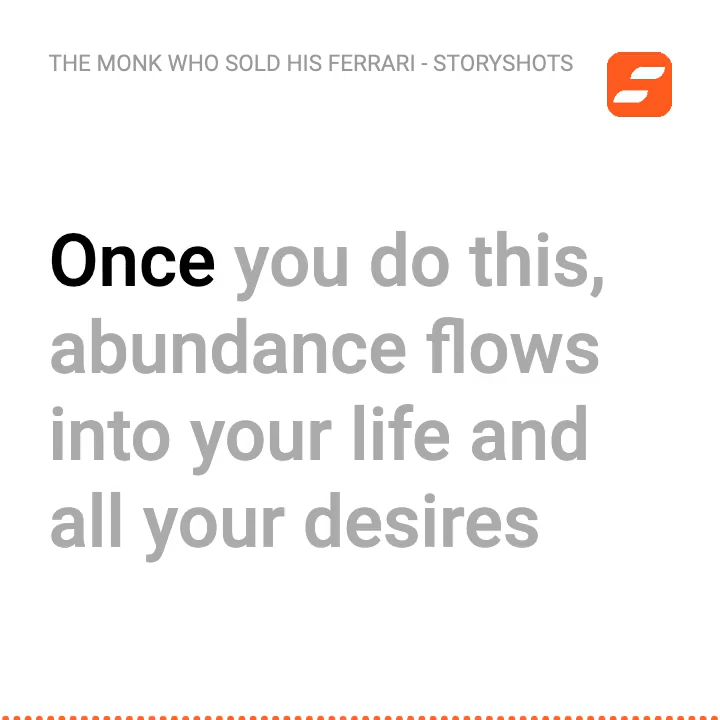 THE MONK WHO SOLD HIS FERRARI - STORYSHOTS
Once you do this,
abundance flows
into your life and
all your desires